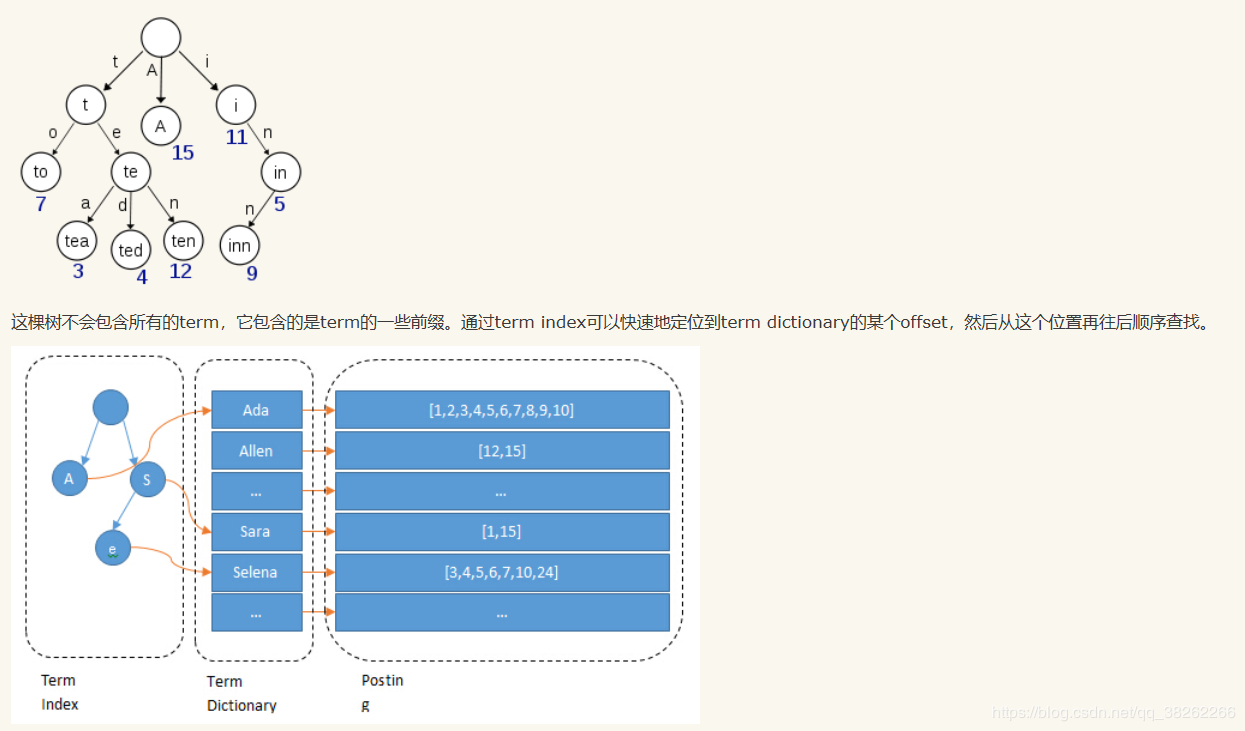 t
A
i
t
i
A
15
11
o
e
n
to
te
in
7
5
a
d
n
n
tea
ted
ten
inn
3
4
12
9
这棵树不会包含所有的term，它包含的是term的一些前缀。通过term index可以快速地定位到term dictionary的某个offset，然后从这个位置再往后顺序查找。
A
S
e
Ada
[1,2,3,4,5,6,7,8,9,10]
Allen
[12,15]
...
...
Sara
[1,15]
Selena
[3,4,5,6,7,10,24]
...
...
Term
Index
Term
Dictionary
Postin
g
https://blog.csdn.net/qq_38262266